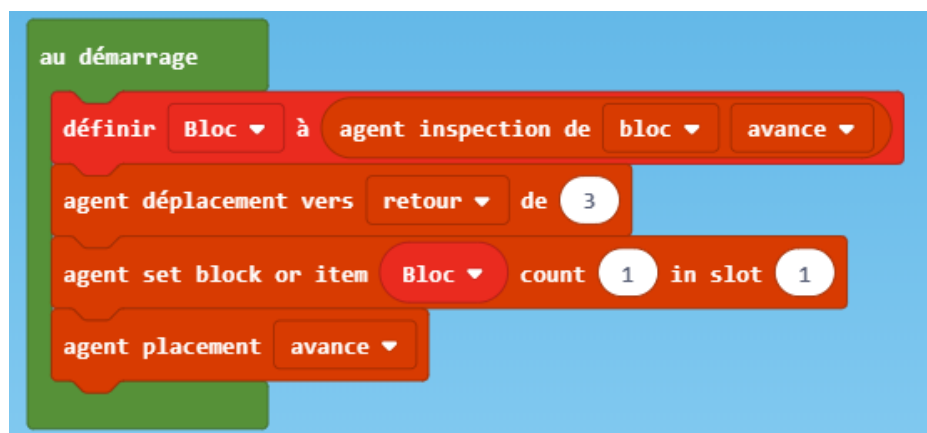 au démarrage
définir Bloc à agent inspection de bloc avance
agent déplacement vers retour de 3
agent set block or item Bloc count 1 in slot 1
agent placement avance